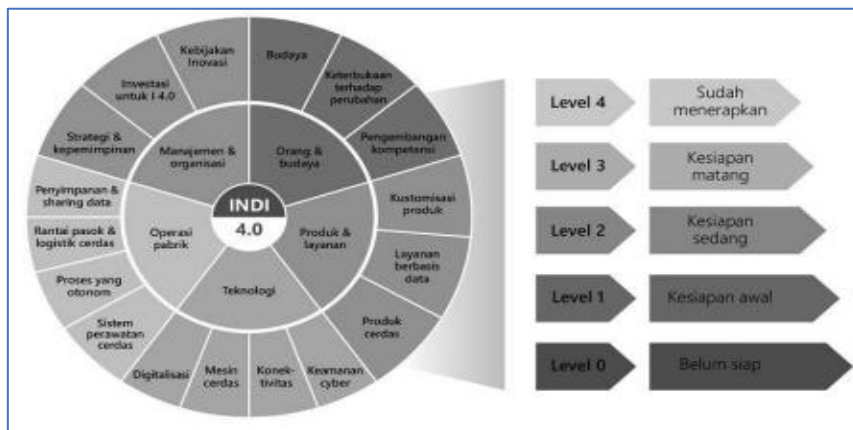 Kebijakan
Inovasi
Budaya
Keterbukaan
terhadap
perubahan
Pengembangan
kompetensi
Kustomisasi
produk
Layanan
berbasis
data
Produk
cerdas
Keamanan
cyber
Konek-
tivitas
Mesin
cerdas
Digitalisasi
Sistem
perawatan
cerdas
Proses yang
otonom
Rantai pasok &
logistik cerdas
Penyimpanan &
sharing data
Strategi &
kepemimpinan
Investasi
untuk I 4.0
Manajemen &
organisasi
Orang &
budaya
Produk &
layanan
Teknologi
Operasi
pabrik
INDI
4.0
Level 4
Sudah
menerapkan
Level 3
Kesiapan
matang
Level 2
Kesiapan
sedang
Level 1
Kesiapan awal
Level 0
Belum siap